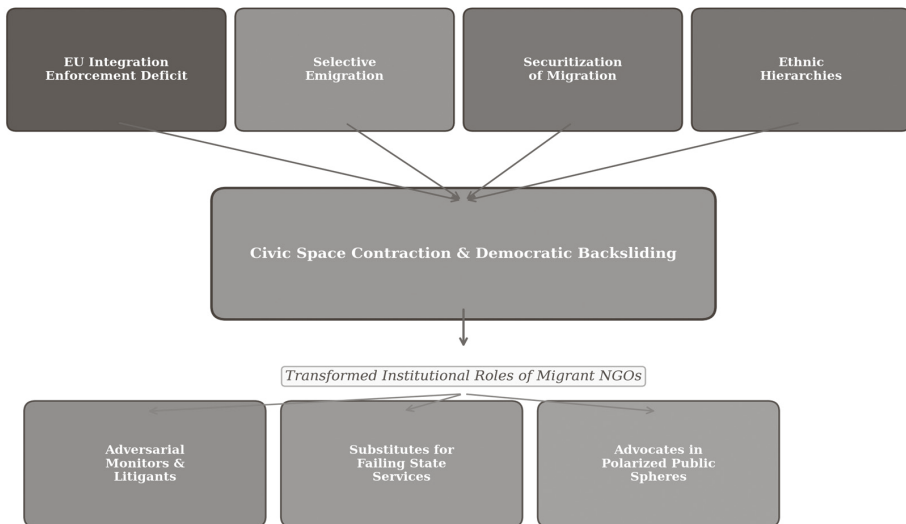 EU Integration
Enforcement Deficit
Selective
Emigration
Securitization
of Migration
Ethnic
Hierarchies
Civic Space Contraction & Democratic Backsliding
Transformed Institutional Roles of Migrant NGOs
Adversarial
Monitors &
Litigants
Substitutes for
Failing State
Services
Advocates in
Polarized Public
Spheres